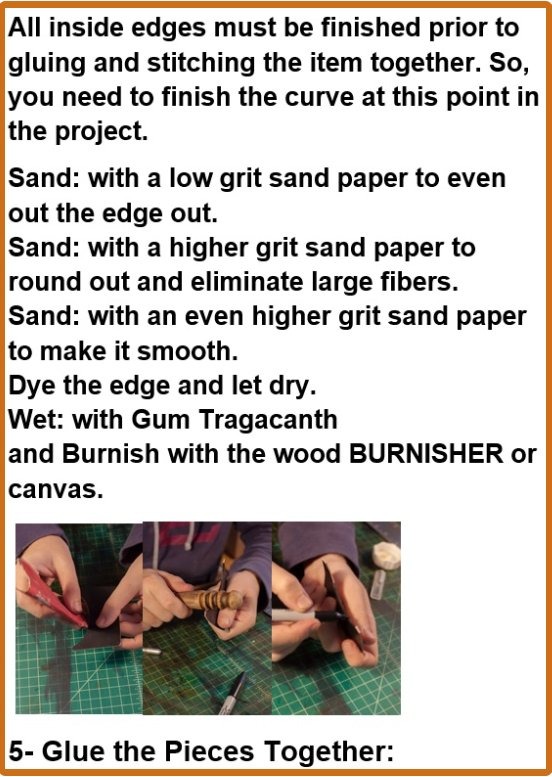 All inside edges must be finished prior to
gluing and stitching the item together. So,
you need to finish the curve at this point in
the project.
Sand: with a low grit sand paper to even
out the edge out.
Sand: with a higher grit sand paper to
round out and eliminate large fibers.
Sand: with an even higher grit sand paper
to make it smooth.
Dye the edge and let dry.
Wet: with Gum Tragacanth
and Burnish with the wood BURNISHER or
canvas.
5- Glue the Pieces Together: